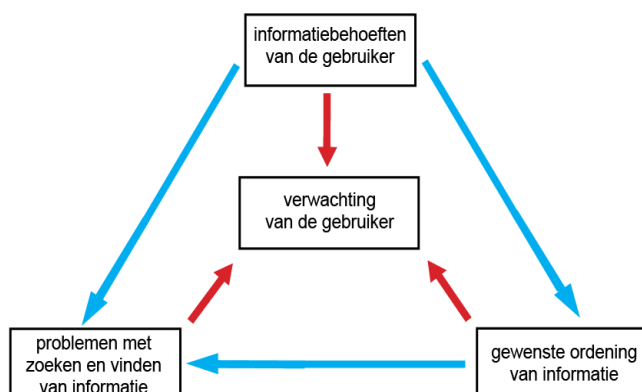 informatiebehoeften
van de gebruiker
verwachting
van de gebruiker
problemen met
zoeken en vinden
van informatie
gewenste ordening
van informatie